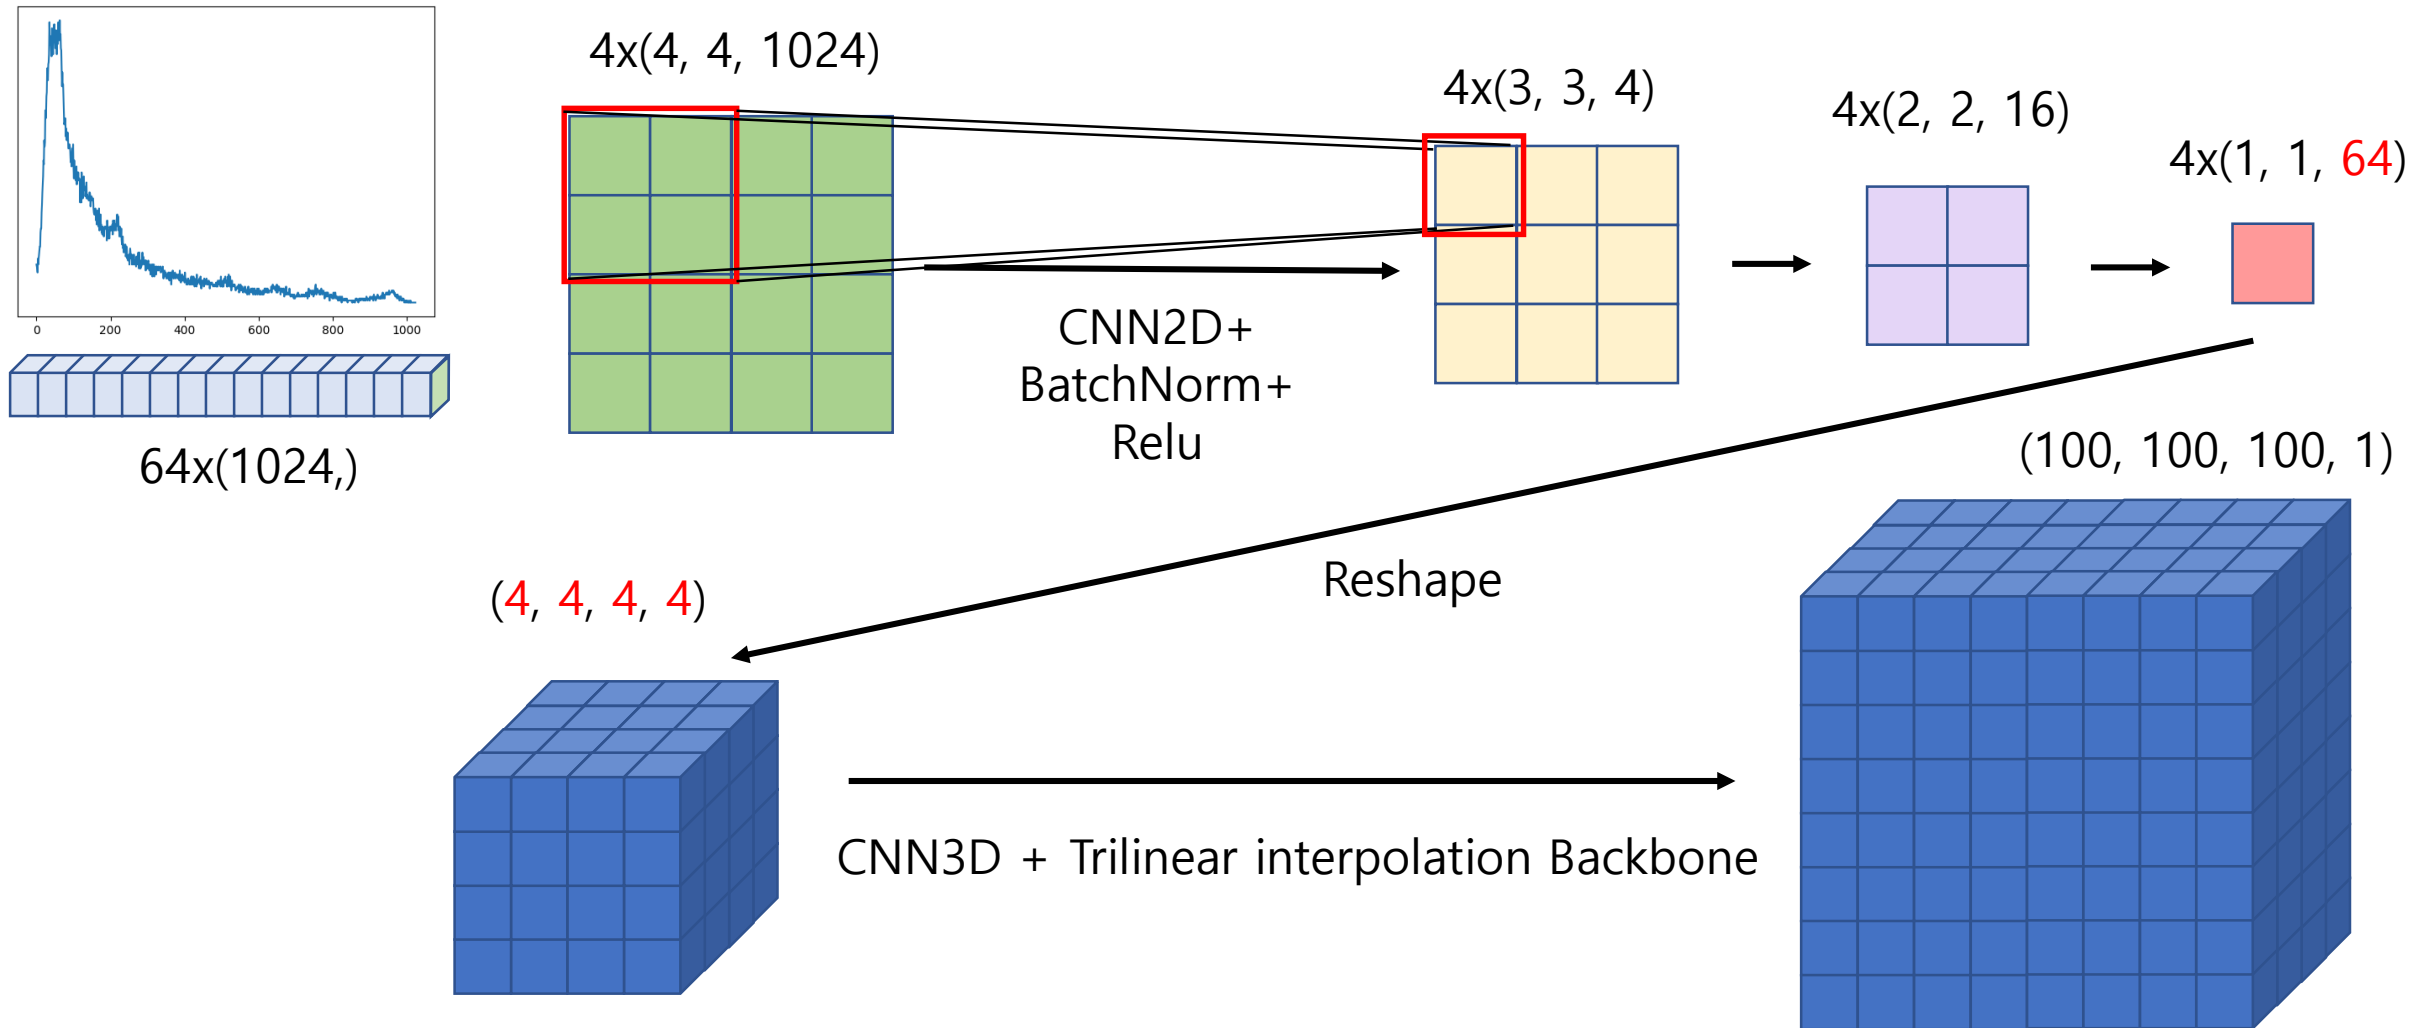 0 200 400 600 800 1000
64x(1024,)
4x(4, 4, 1024)
CNN2D+
BatchNorm+
Relu
4x(3, 3, 4)
4x(2, 2, 16)
4x(1, 1, 64)
Reshape
(4, 4, 4, 4)
CNN3D + Trilinear interpolation Backbone
(100, 100, 100, 1)